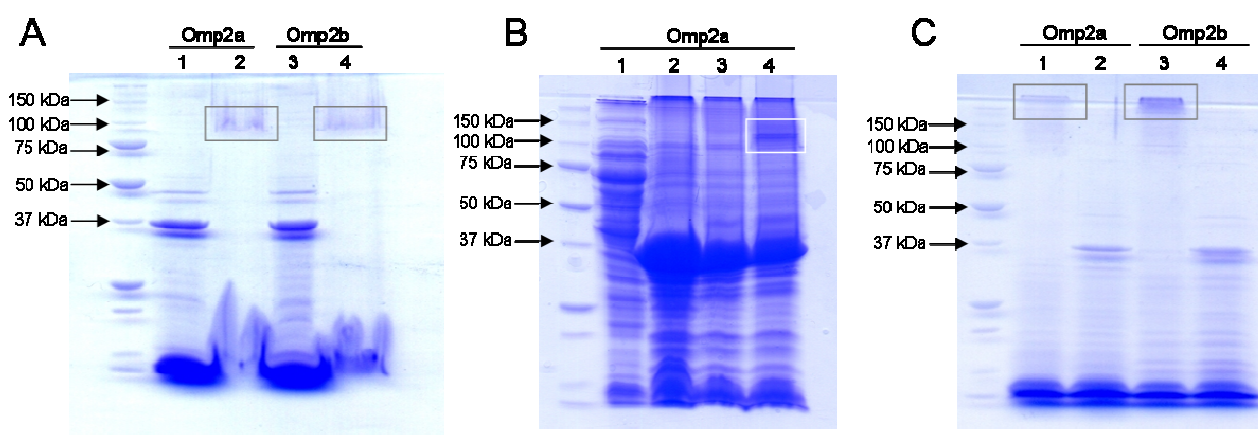 A
Omp2a
Omp2b
1 2 3 4
150 kDa
100 kDa
75 kDa
50 kDa
37 kDa
B
Omp2a
1 2 3 4
150 kDa
100 kDa
75 kDa
50 kDa
37 kDa
C
Omp2a
Omp2b
1 2 3 4
150 kDa
100 kDa
75 kDa
50 kDa
37 kDa